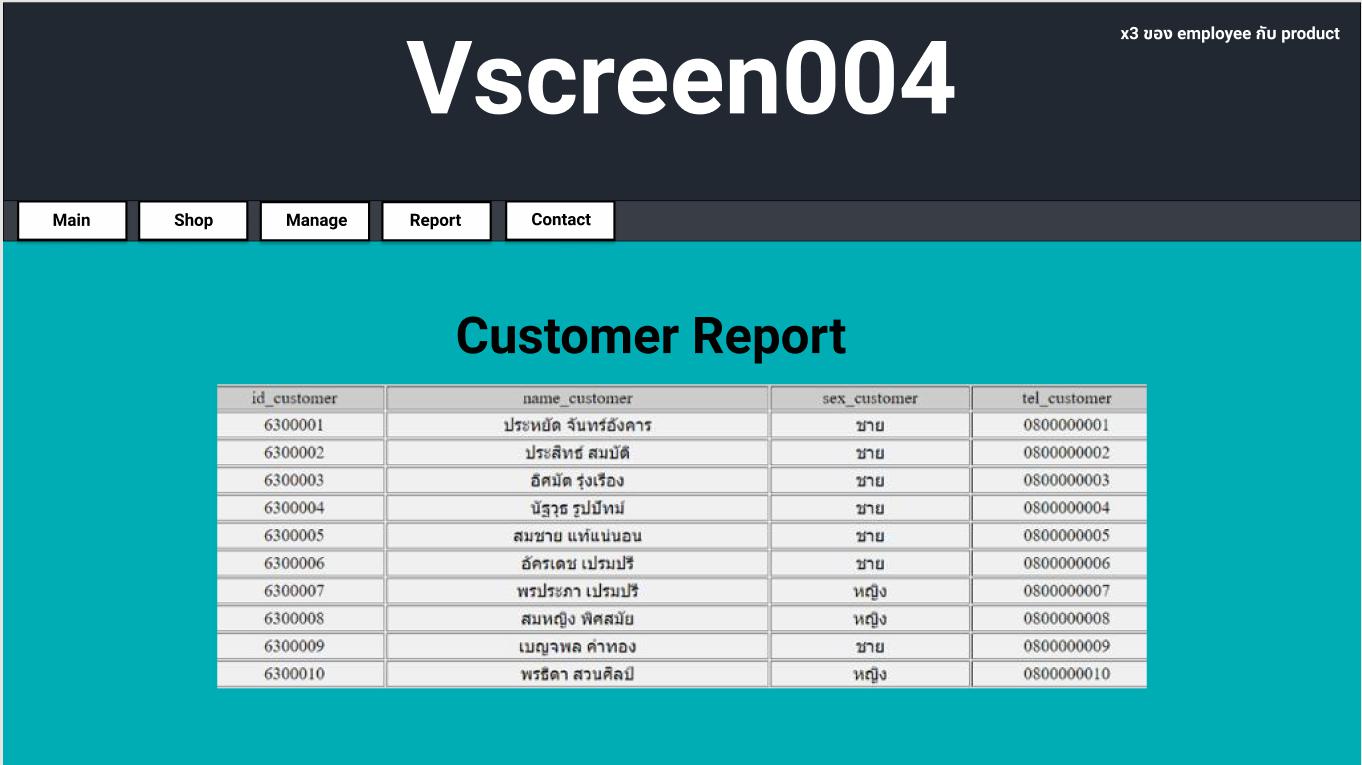 x3 ของ employee กับ product
Vscreen004
Main Shop Manage Report Contact
Customer Report
id_customer name_customer sex_customer tel_customer
6300001 ประหยัด จันทร์อังคาร ชาย 0800000001
6300002 ประสิทธ์ สมบัติ ชาย 0800000002
6300003 อิศมัต รุ่งเรือง ชาย 0800000003
6300004 นัฐวุธ รูปปัทม์ ชาย 0800000004
6300005 สมชาย แท้แน่นอน ชาย 0800000005
6300006 อัครเดช เปรมปรี ชาย 0800000006
6300007 พรประภา เปรมปรี หญิง 0800000007
6300008 สมหญิง พิศสมัย หญิง 0800000008
6300009 เบญจพล คำทอง ชาย 0800000009
6300010 พรธิดา สวนศิลป์ หญิง 0800000010